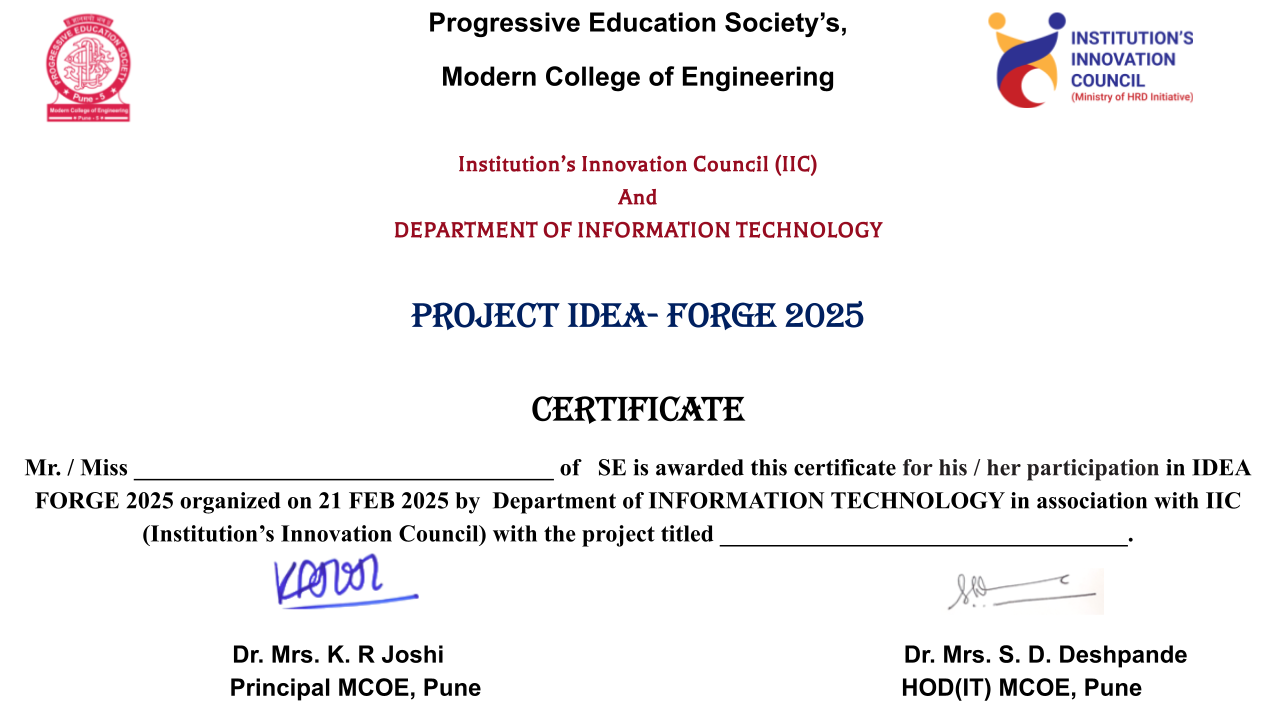 PROGRESSIVE EDUCATION SOCIETY
Pune - 5
Modern College of Engineering
Pune - 5
Progressive Education Society’s,
Modern College of Engineering
INSTITUTION’S
INNOVATION
COUNCIL
(Ministry of HRD Initiative)
Institution’s Innovation Council (IIC)
And
DEPARTMENT OF INFORMATION TECHNOLOGY
PROJECT IDEA- FORGE 2025
CERTIFICATE
Mr. / Miss ___________________________________ of SE is awarded this certificate for his / her participation in IDEA
FORGE 2025 organized on 21 FEB 2025 by Department of INFORMATION TECHNOLOGY in association with IIC
(Institution’s Innovation Council) with the project titled __________________________________.
Dr. Mrs. K. R Joshi
Principal MCOE, Pune
Dr. Mrs. S. D. Deshpande
HOD(IT) MCOE, Pune